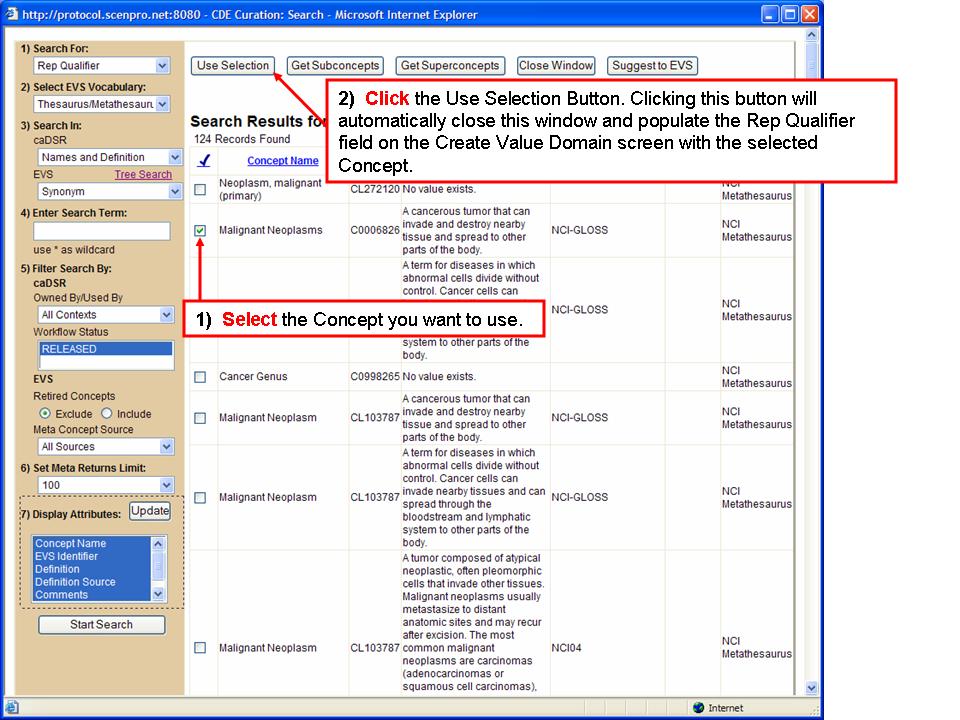 http://protocol.scenpro.net:8080 - CDE Curation: Search - Microsoft Internet Explorer
1) Search For:
Rep Qualifier
2) Select EVS Vocabulary:
Thesaurus/Metathesauru
3) Search In:
caDSR
Names and Definition
EVS Tree Search
Synonym
4) Enter Search Term:
use * as wildcard
5) Filter Search By:
caDSR
Owned By/Used By
All Contexts
Workflow Status
RELEASED
EVS
Retired Concepts
Exclude Include
Meta Concept Source
All Sources
6) Set Meta Returns Limit:
100
7) Display Attributes: Update
Concept Name
EVS Identifier
Definition
Definition Source
Comments
Start Search
Use Selection Get Subconcepts Get Superconcepts Close Window Suggest to EVS
2) Click the Use Selection Button. Clicking this button will
automatically close this window and populate the Rep Qualifier
field on the Create Value Domain screen with the selected
Concept.
Search Results for
124 Records Found
Concept Name
Neoplasm, malignant
(primary)
CL272120
No value exists.
NCI
Metathesaurus
Malignant Neoplasms
C0006826
A cancerous tumor that can
invade and destroy nearby
tissue and spread to other
parts of the body.
NCI-GLOSS
NCI
Metathesaurus
A term for diseases in which
abnormal cells divide without
control. Cancer cells can
system to other parts of the
body.
NCI-GLOSS
NCI
Metathesaurus
1) Select the Concept you want to use.
Cancer Genus
C0998265
No value exists.
NCI
Metathesaurus
Malignant Neoplasm
CL103787
A cancerous tumor that can
invade and destroy nearby
tissue and spread to other
parts of the body.
NCI-GLOSS
NCI
Metathesaurus
Malignant Neoplasm
CL103787
A term for diseases in which
abnormal cells divide without
control. Cancer cells can
invade nearby tissues and can
spread through the
bloodstream and lymphatic
system to other parts of the
body.
NCI-GLOSS
NCI
Metathesaurus
Malignant Neoplasm
CL103787
A tumor composed of atypical
neoplastic, often pleomorphic
cells that invade other tissues.
Malignant neoplasms usually
metastasize to distant
anatomic sites and may recur
after excision. The most
common malignant
neoplasms are carcinomas
(adenocarcinomas or
squamous cell carcinomas),
NCI04
NCI
Metathesaurus
Internet